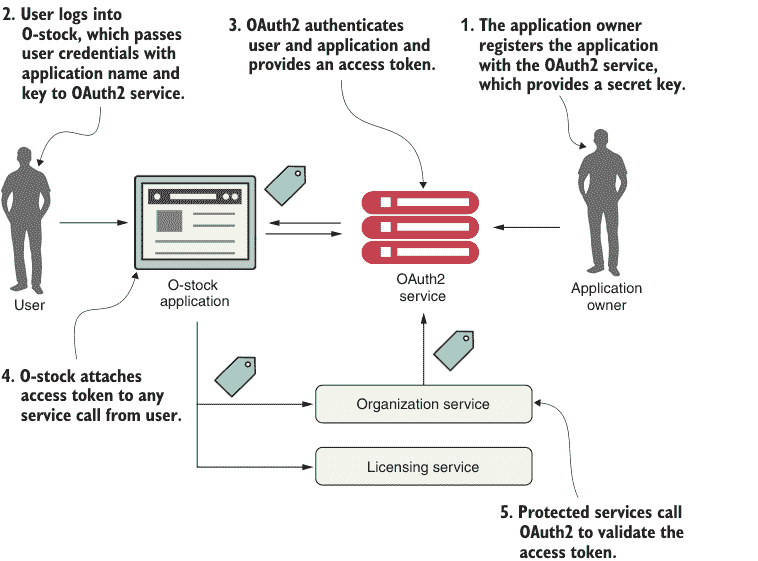 2. User logs into
O-stock, which passes
user credentials with
application name and
key to OAuth2 service.
3. OAuth2 authenticates
user and application and
provides an access token.
1. The application owner
registers the application
with the OAuth2 service,
which provides a secret key.
User
O-stock
application
OAuth2
service
Application
owner
4. O-stock attaches
access token to any
service call from user.
Organization service
Licensing service
5. Protected services call
OAuth2 to validate the
access token.